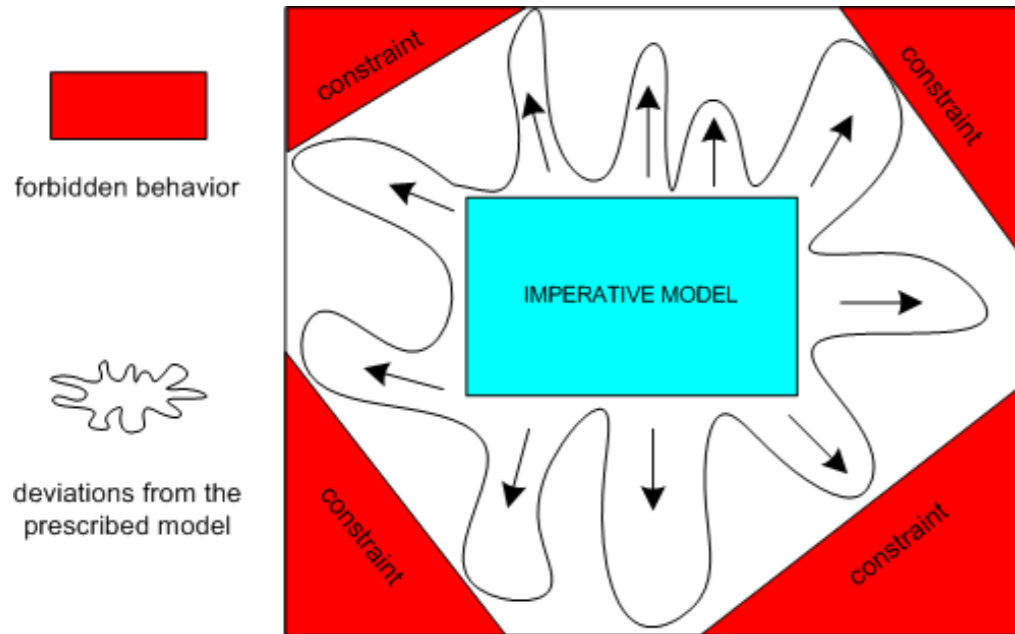 forbidden behavior
deviations from the
prescribed model
constraint
constraint
IMPERATIVE MODEL
constraint
constraint